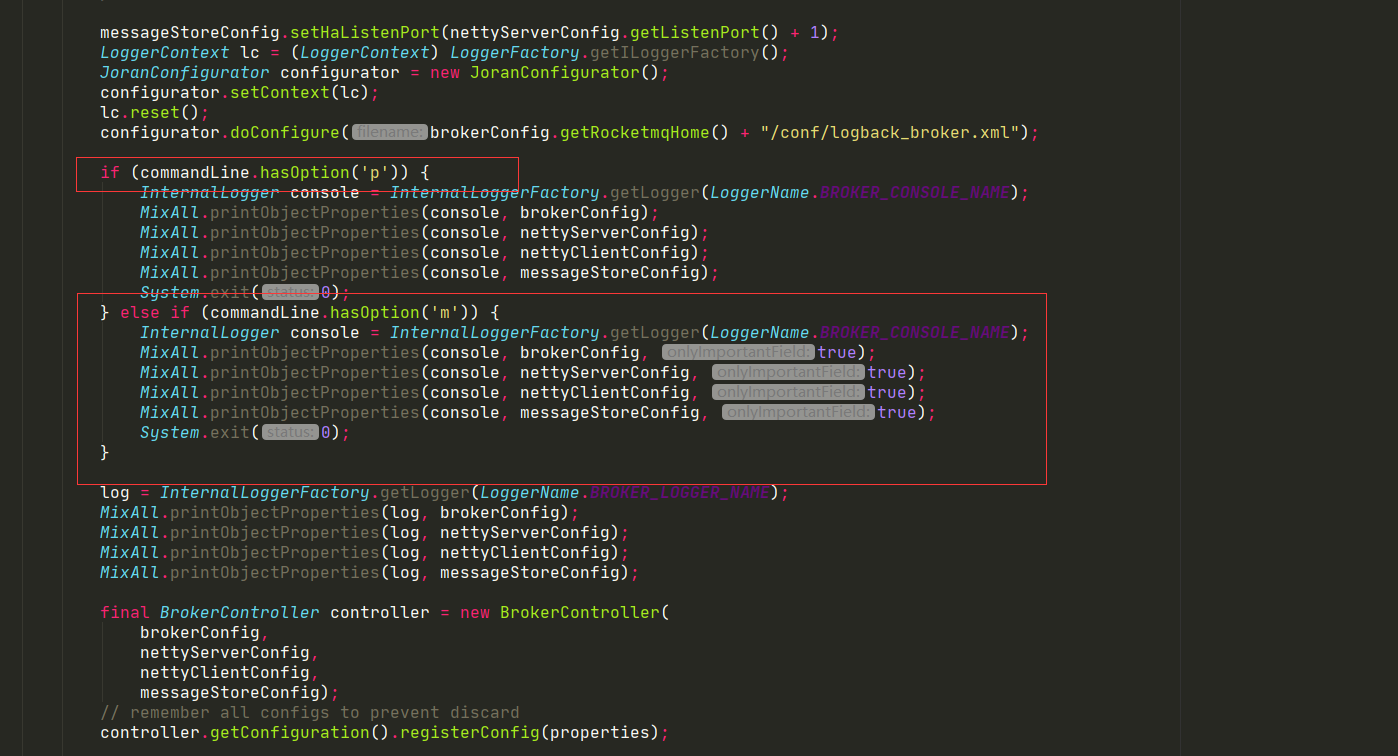 messageStoreConfig.setHaListenPort(nettyServerConfig.getListenPort() + 1);
LoggerContext lc = (LoggerContext) LoggerFactory.getILoggerFactory();
JoranConfigurator configurator = new JoranConfigurator();
configurator.setContext(lc);
lc.reset();
configurator.doConfigure( filename: brokerConfig.getRocketmqHome() + "/conf/logback_broker.xml");
if (commandLine.hasOption('p')) {
InternalLogger console = InternalLoggerFactory.getLogger(LoggerName.BROKER_CONSOLE_NAME);
MixAll.printObjectProperties(console, brokerConfig);
MixAll.printObjectProperties(console, nettyServerConfig);
MixAll.printObjectProperties(console, nettyClientConfig);
MixAll.printObjectProperties(console, messageStoreConfig);
System.exit( status: 0);
} else if (commandLine.hasOption('m')) {
InternalLogger console = InternalLoggerFactory.getLogger(LoggerName.BROKER_CONSOLE_NAME);
MixAll.printObjectProperties(console, brokerConfig, onlyImportantField: true);
MixAll.printObjectProperties(console, nettyServerConfig, onlyImportantField: true);
MixAll.printObjectProperties(console, nettyClientConfig, onlyImportantField: true);
MixAll.printObjectProperties(console, messageStoreConfig, onlyImportantField: true);
System.exit( status: 0);
}
log = InternalLoggerFactory.getLogger(LoggerName.BROKER_LOGGER_NAME);
MixAll.printObjectProperties(log, brokerConfig);
MixAll.printObjectProperties(log, nettyServerConfig);
MixAll.printObjectProperties(log, nettyClientConfig);
MixAll.printObjectProperties(log, messageStoreConfig);
final BrokerController controller = new BrokerController(
brokerConfig,
nettyServerConfig,
nettyClientConfig,
messageStoreConfig);
// remember all configs to prevent discard
controller.getConfiguration().registerConfig(properties);